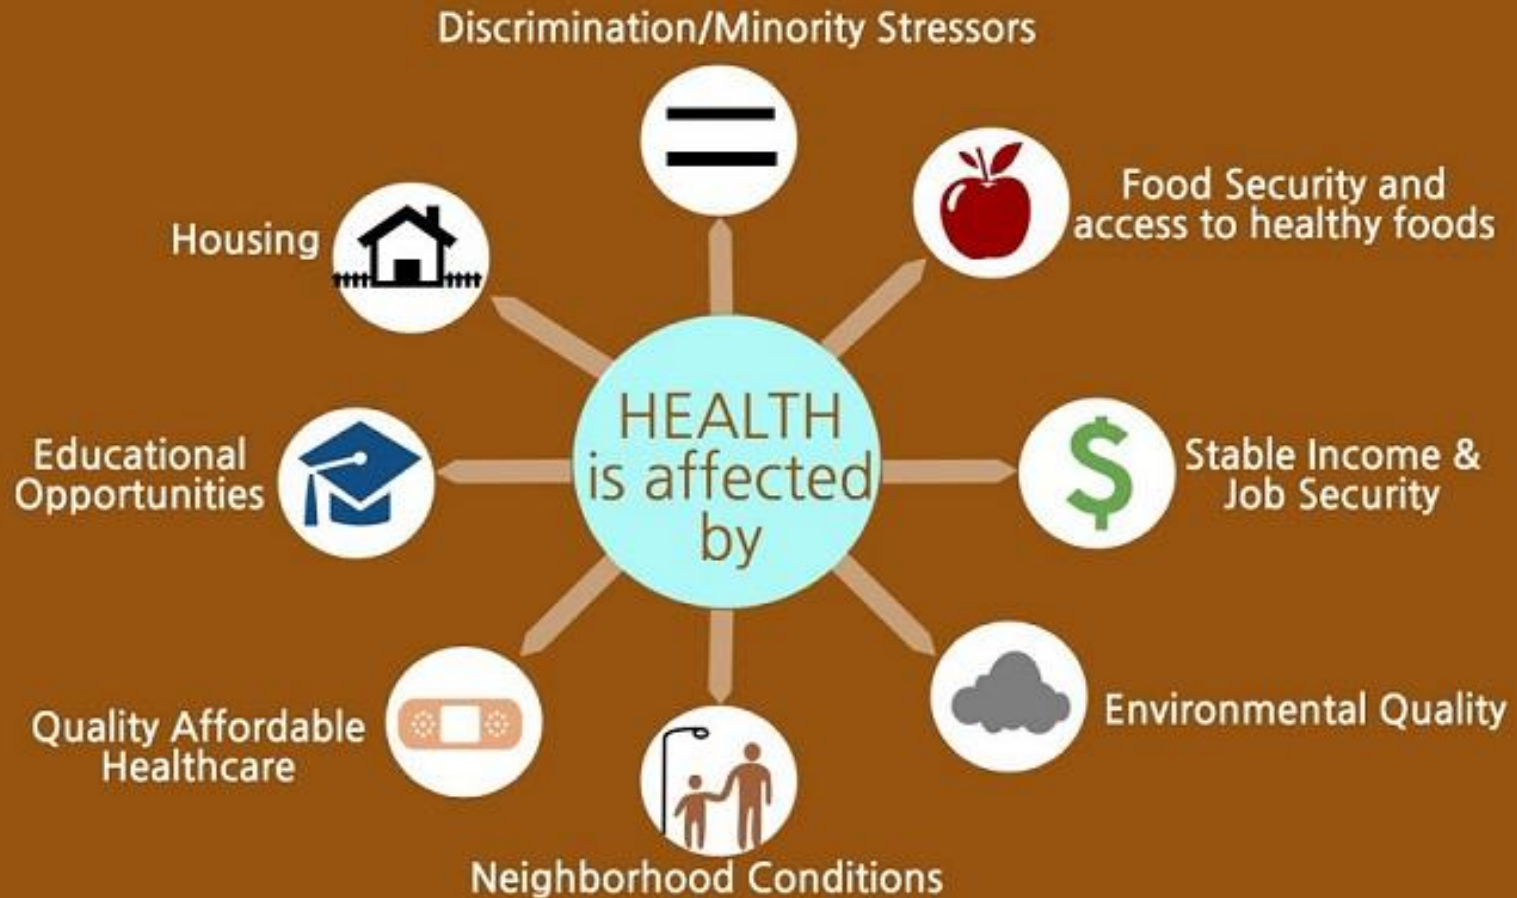 Discrimination/Minority Stressors
Food Security and
access to healthy foods
Housing
HEALTH
is affected
by
Educational
Opportunities
Stable Income &
Job Security
Quality Affordable
Healthcare
Environmental Quality
Neighborhood Conditions